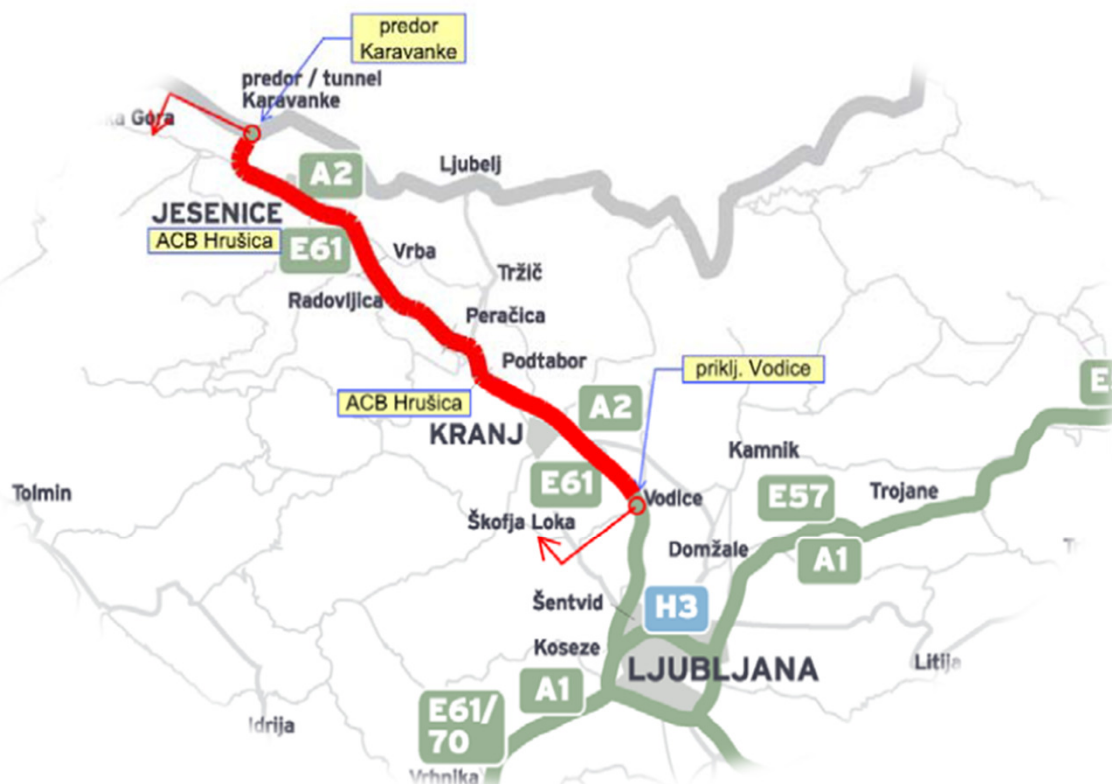 predor
Karavanke
predor / tunnel
Karavanke
ka Gora
A2
Ljubelj
JESENICE
ACB Hrušica
E61
Vrba
Tržič
Radovljica
Peračica
Podtabor
priklj. Vodice
ACB Hrušica
A2
KRANJ
Kamnik
E61
Vodice
E57
Trojane
Tolmin
Škofja Loka
Domžale
A1
Šentvid
H3
Koseze
LJUBLJANA
Litija
A1
E61/
70
Idrija
Vrhnika